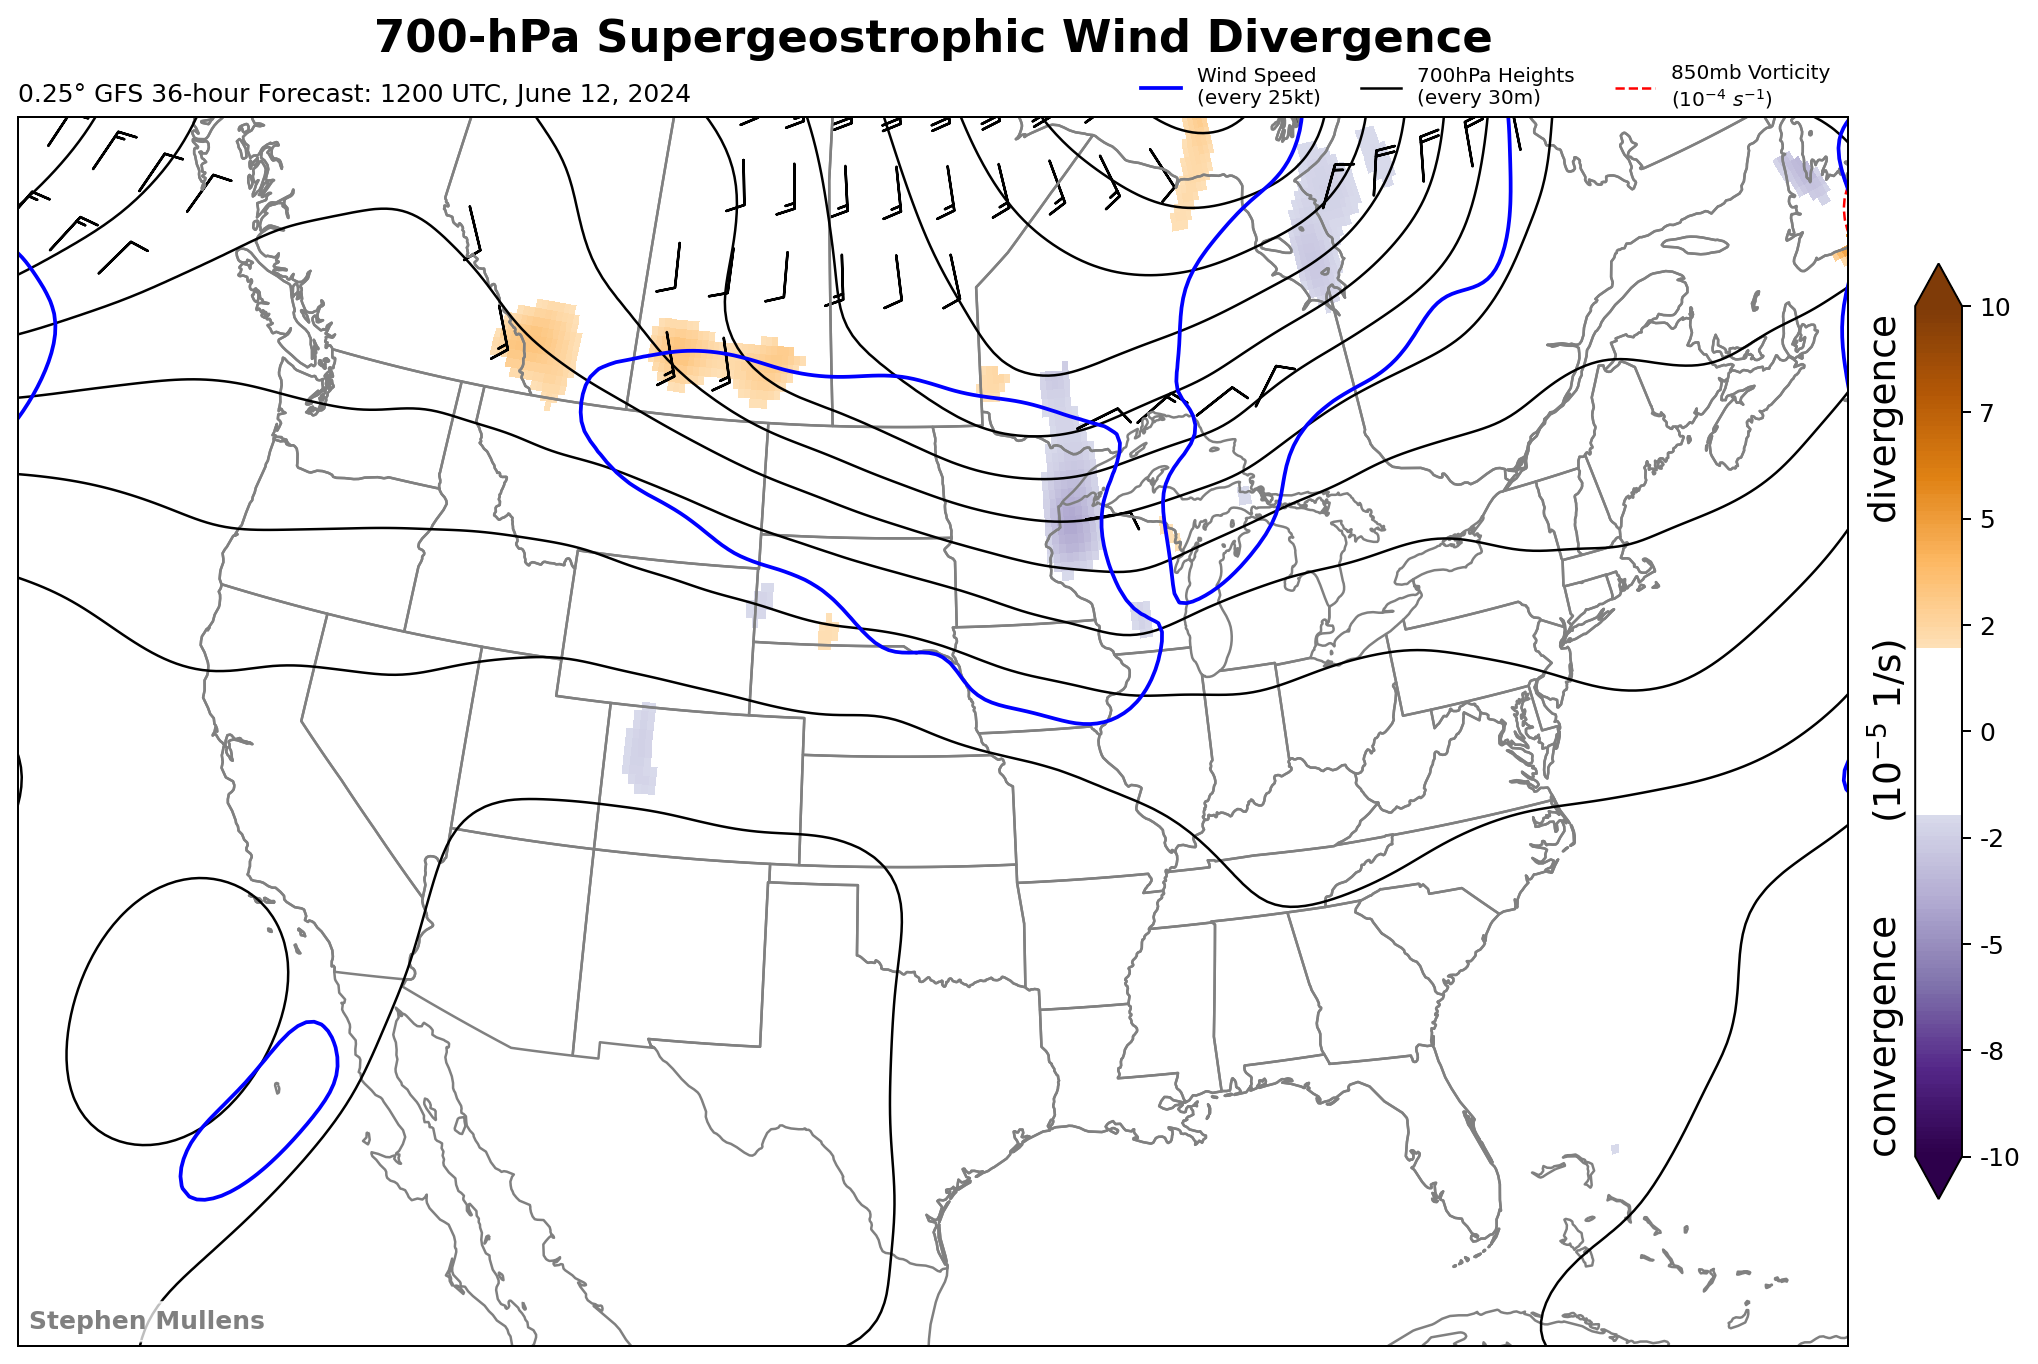 700-hPa Supergeostrophic Wind Divergence
0.25° GFS 36-hour Forecast: 1200 UTC, June 12, 2024
Wind Speed
(every 25kt)
700hPa Heights
(every 30m)
850mb Vorticity
(10⁻⁴ s⁻¹)
10
7
5
2
0
-2
-5
-8
-10
convergence (10⁻⁵ 1/s) divergence
Stephen Mullens